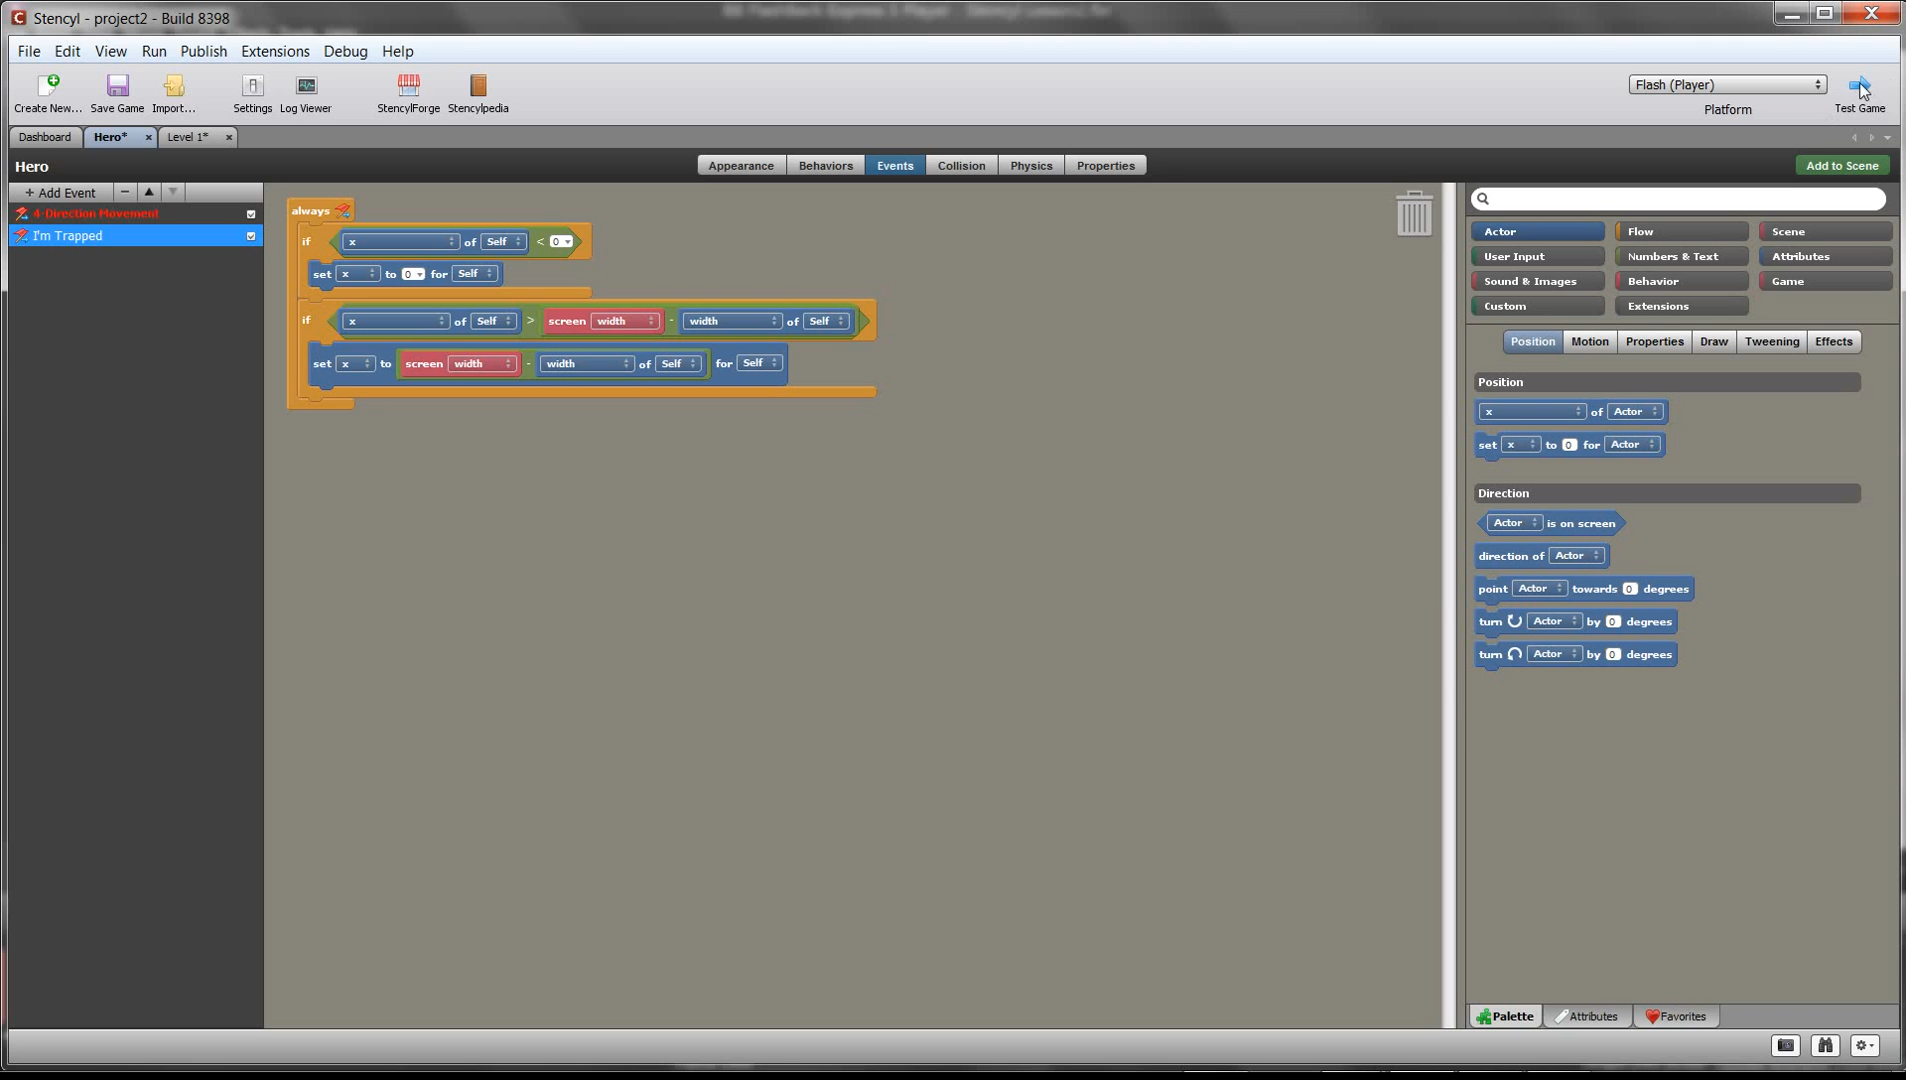 Stencyl - project2 - Build 8398
File Edit View Run Publish Extensions Debug Help
Create New... Save Game Import... Settings Log Viewer StencylForge Stencylpedia
Flash (Player)
Platform
Test Game
Dashboard Hero* Level 1*
Hero
Appearance Behaviors Events Collision Physics Properties
Add to Scene
+ Add Event
4-Direction Movement
I'm Trapped
always
if x of Self < 0
set x to 0 for Self
if x of Self > screen width - width of Self
set x to screen width - width of Self for Self
Actor Flow Scene
User Input Numbers & Text Attributes
Sound & Images Behavior Game
Custom Extensions
Position Motion Properties Draw Tweening Effects
Position
x of Actor
set x to 0 for Actor
Direction
Actor is on screen
direction of Actor
point Actor towards 0 degrees
turn Actor by 0 degrees
turn Actor by 0 degrees
Palette Attributes Favorites